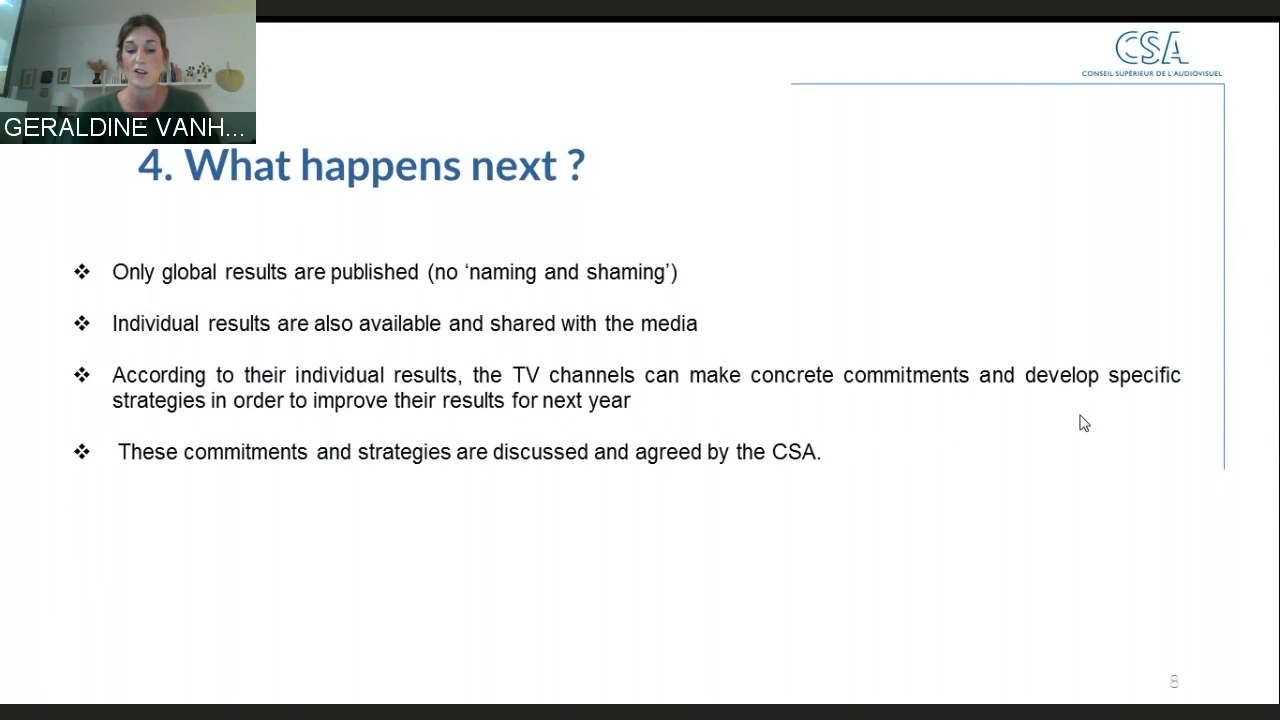 CSA
CONSEIL SUPÉRIEUR DE L'AUDIOVISUEL
GERALDINE VANH...
4. What happens next ?
❖ Only global results are published (no ‘naming and shaming’)
❖ Individual results are also available and shared with the media
❖ According to their individual results, the TV channels can make concrete commitments and develop specific
strategies in order to improve their results for next year
❖ These commitments and strategies are discussed and agreed by the CSA.
8